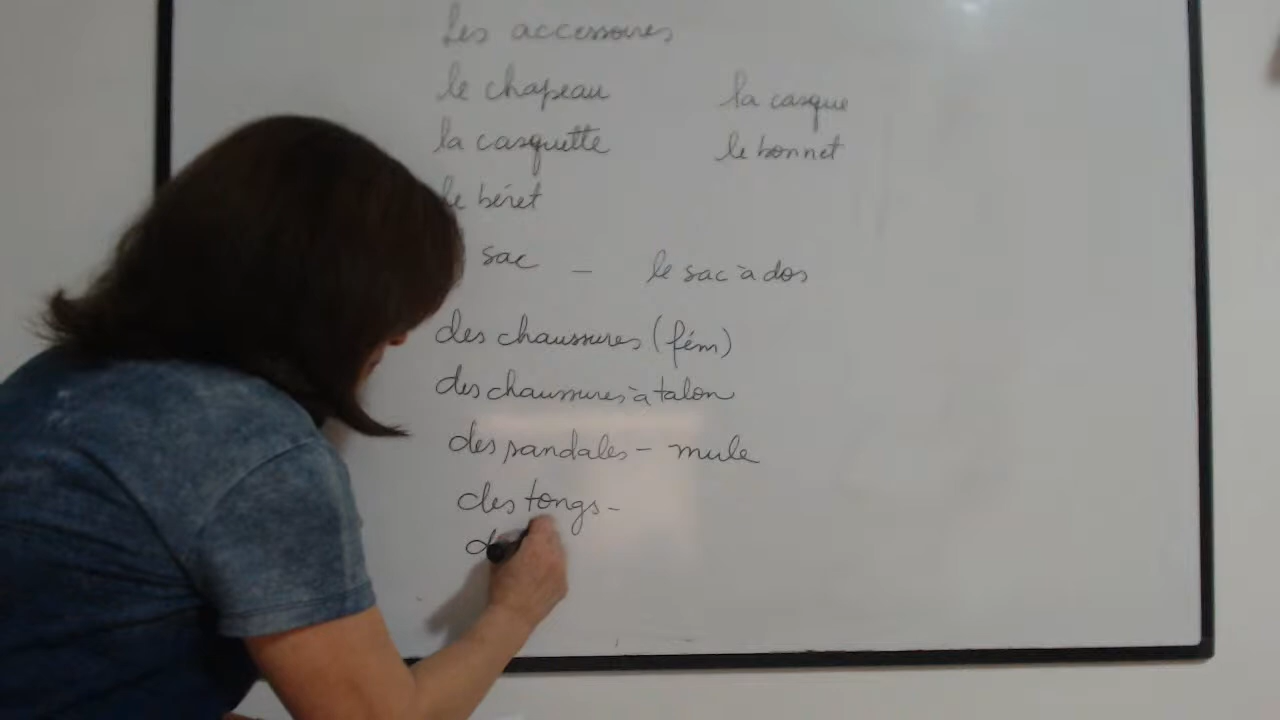 Les accessoires
le chapeau la casque
la casquette le bonnet
le béret
sac - le sac à dos
des chaussures (fém)
des chaussures à talon
des sandales - mule
des tongs -
d